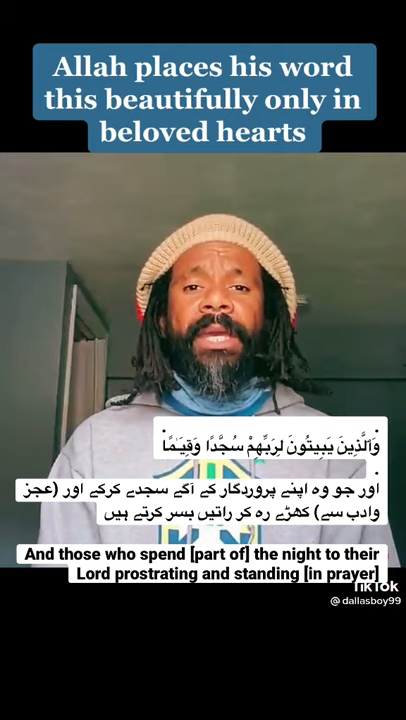 Allah places his word
this beautifully only in
beloved hearts
وَٱلَّذِينَ يَبِيتُونَ لِرَبِّهِمْ سُجَّدًا وَقِيَـٰمًا
اور جو وہ اپنے پروردگار کے آگے سجدے کرکے اور (عجز
وادب سے) کھڑے رہ کر راتیں بسر کرتے ہیں
And those who spend [part of] the night to their
Lord prostrating and standing [in prayer]
TikTok
@dallasboy99